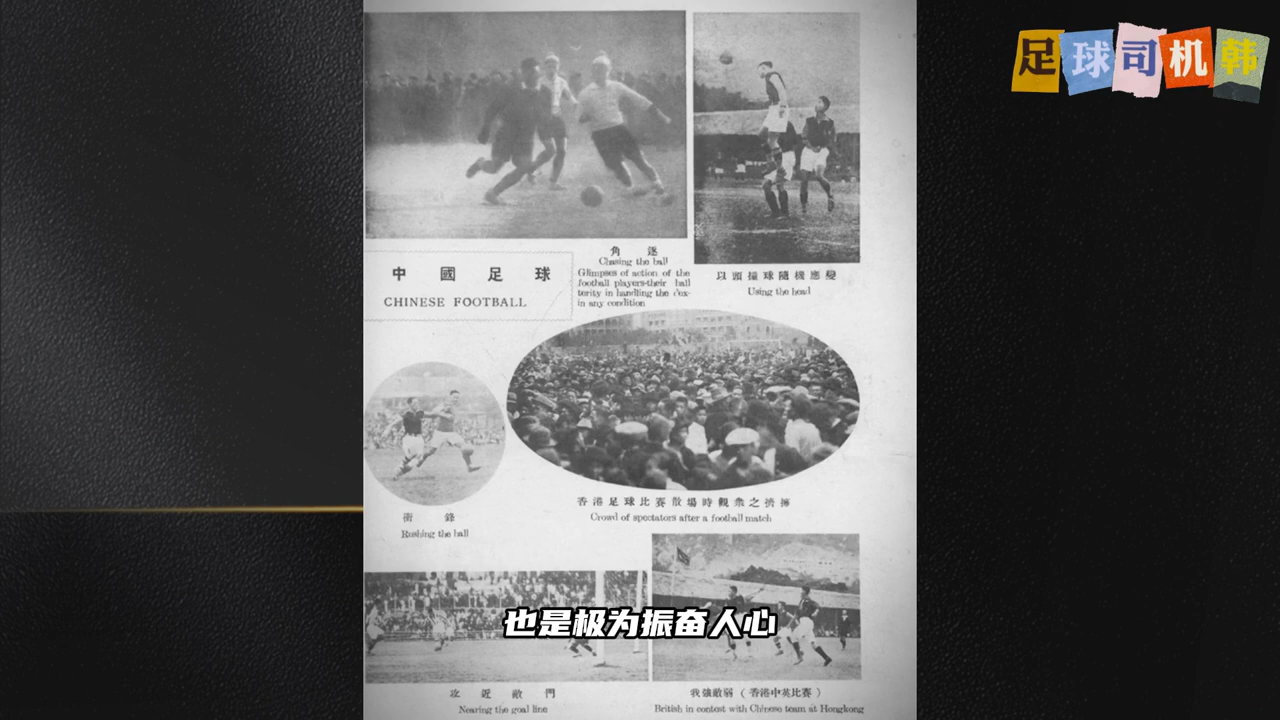 足球司机韩
角逐
Chasing the ball
Glimpses of action of the
football players-their ball
terity in handling the dex-
in any condition
中國足球
CHINESE FOOTBALL
以頭撞球隨機應變
Using the head
香港足球比賽散場時觀衆之擠擁
Crowd of spectators after a football match
衝鋒
Rushing the ball
也是极为振奋人心
攻近敵門
Nearing the goal line
我強敵弱（香港中英比賽）
British in contest with Chinese team at Hongkong